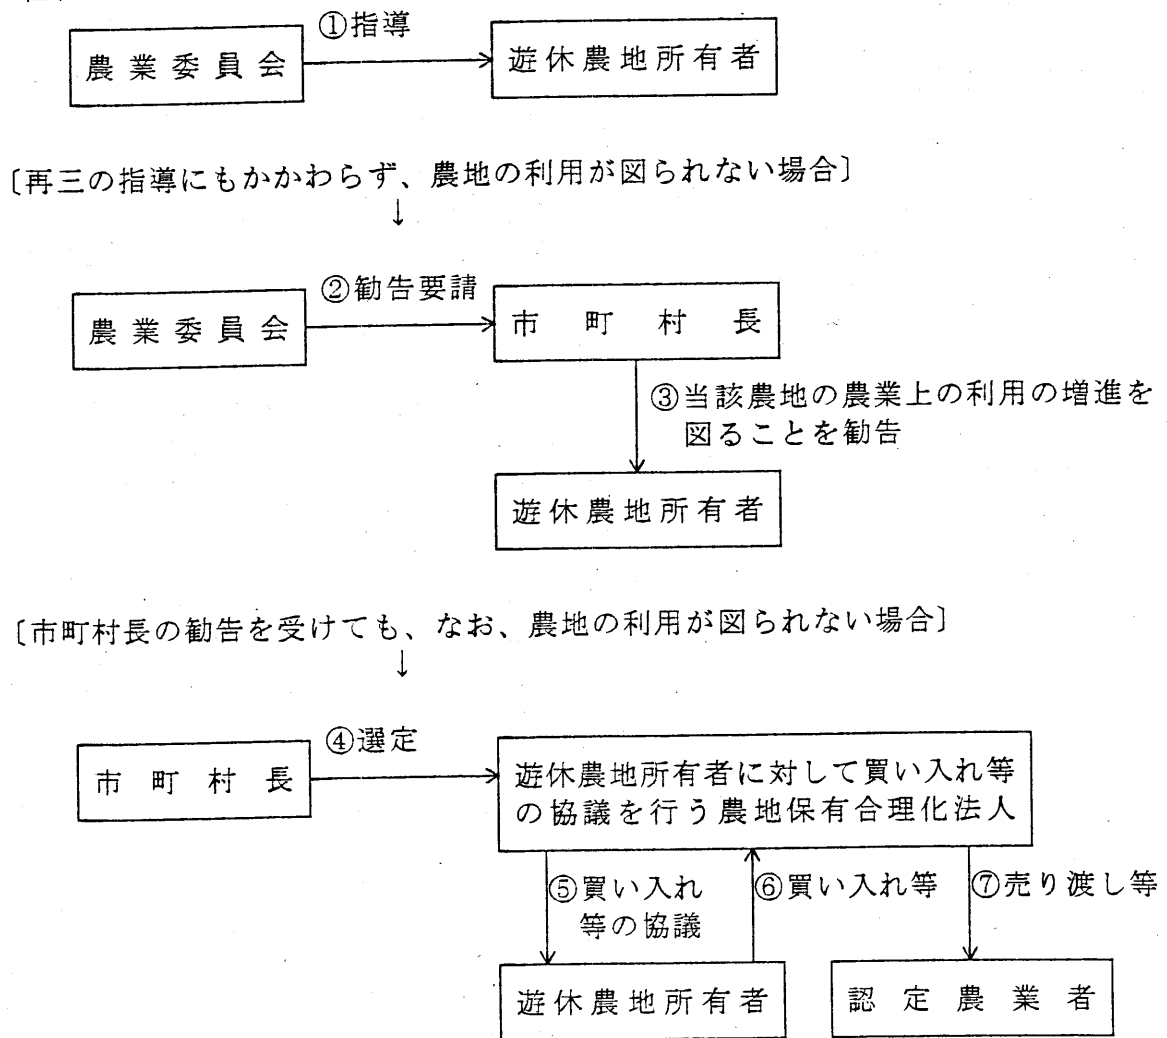 ①指導
農業委員会
遊休農地所有者
〔再三の指導にもかかわらず、農地の利用が図られない場合〕
↓
②勧告要請
農業委員会
市町村長
③当該農地の農業上の利用の増進を
図ることを勧告
遊休農地所有者
〔市町村長の勧告を受けても、なお、農地の利用が図られない場合〕
↓
④選定
市町村長
遊休農地所有者に対して買い入れ等
の協議を行う農地保有合理化法人
⑤買い入れ
等の協議
⑥買い入れ等
⑦売り渡し等
遊休農地所有者
認定農業者